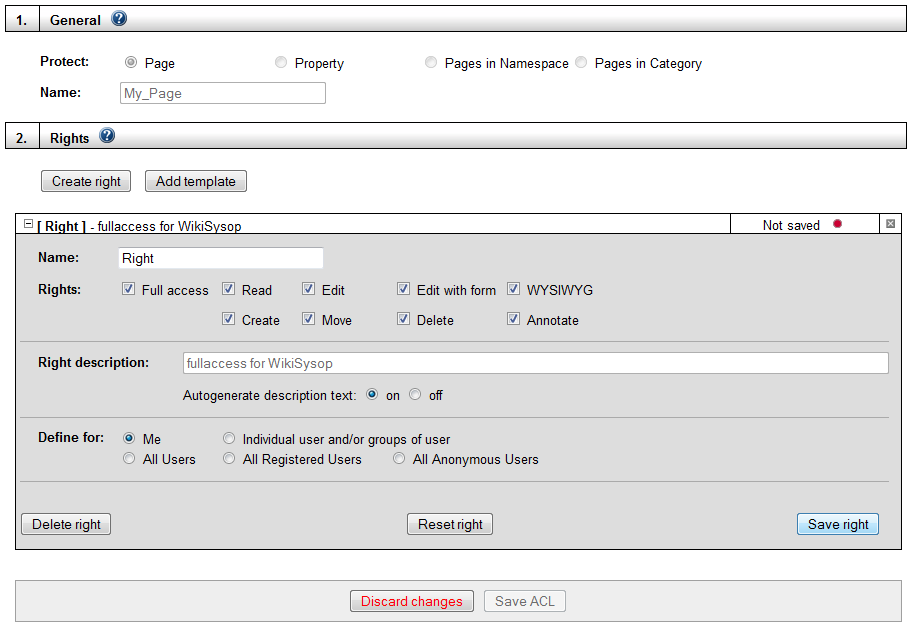 1. General ?
Protect: Page Property Pages in Namespace Pages in Category
Name: My_Page
2. Rights ?
Create right Add template
[ Right ] - fullaccess for WikiSysop Not saved
Name: Right
Rights: Full access Read Edit Edit with form WYSIWYG
Create Move Delete Annotate
Right description: fullaccess for WikiSysop
Autogenerate description text: on off
Define for: Me Individual user and/or groups of user
All Users All Registered Users All Anonymous Users
Delete right Reset right Save right
Discard changes Save ACL